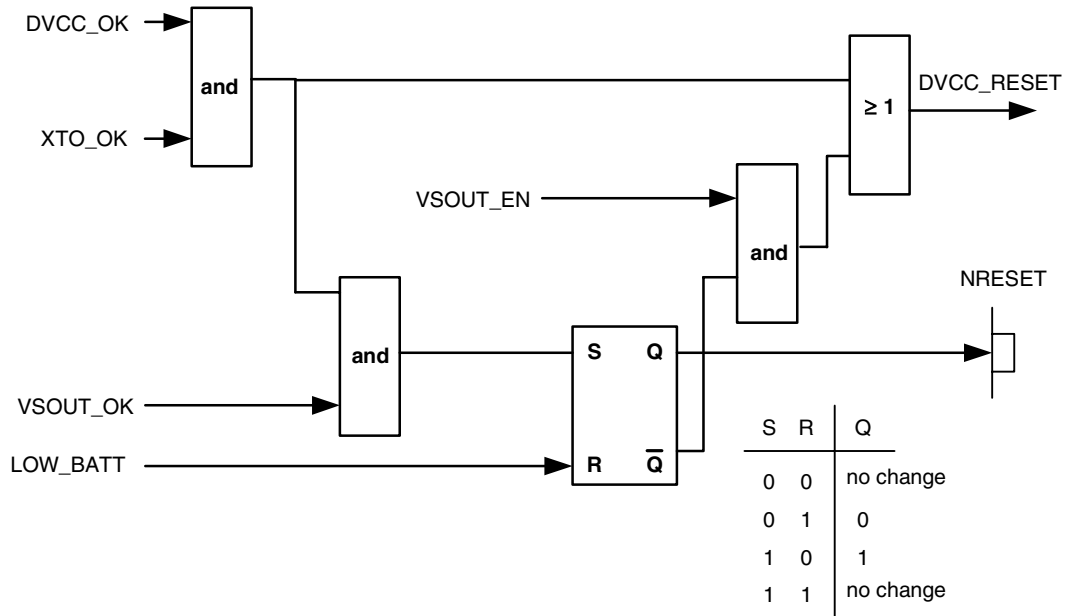 DVCC_OK
and
XTO_OK
≥ 1
DVCC_RESET
VSOUT_EN
and
NRESET
and
S Q
VSOUT_OK
LOW_BATT
R Q̅
S R Q
0 0 no change
0 1 0
1 0 1
1 1 no change